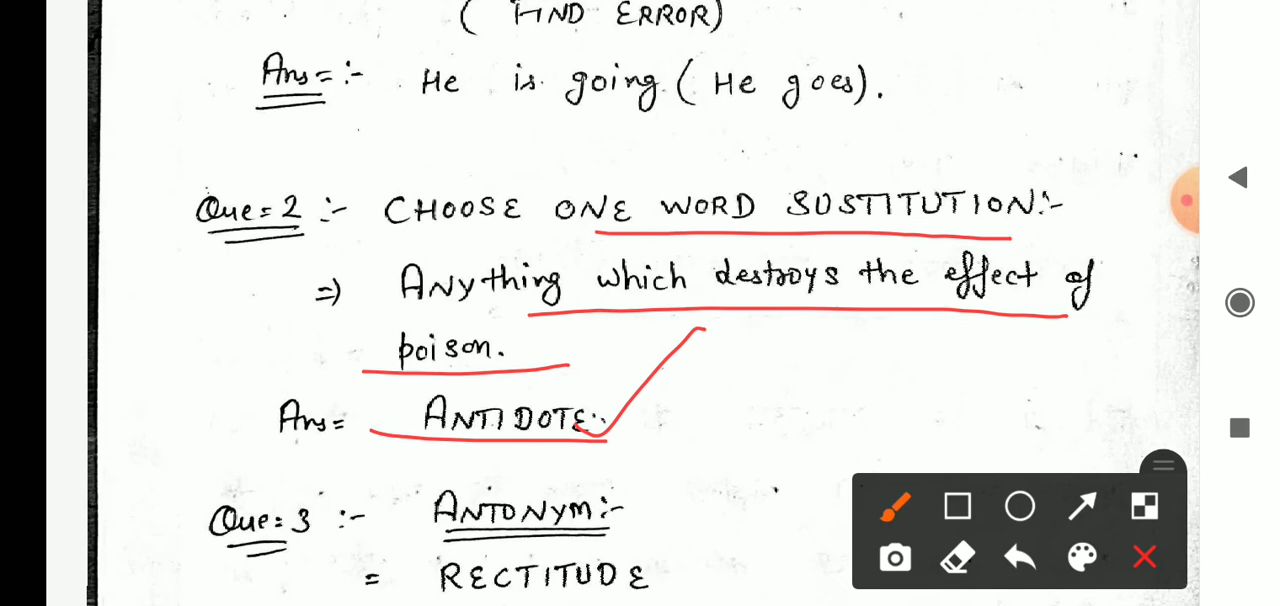 ( FIND ERROR)
Ans=:- He is going ( He goes).
Que=2 :- CHOOSE ONE WORD SUSTITUTION:-
=) ANything which destroys the effect of
poison.
Ans= ANTIDOTE:
Que=3 :- ANTONYM:-
= RECTITUDE